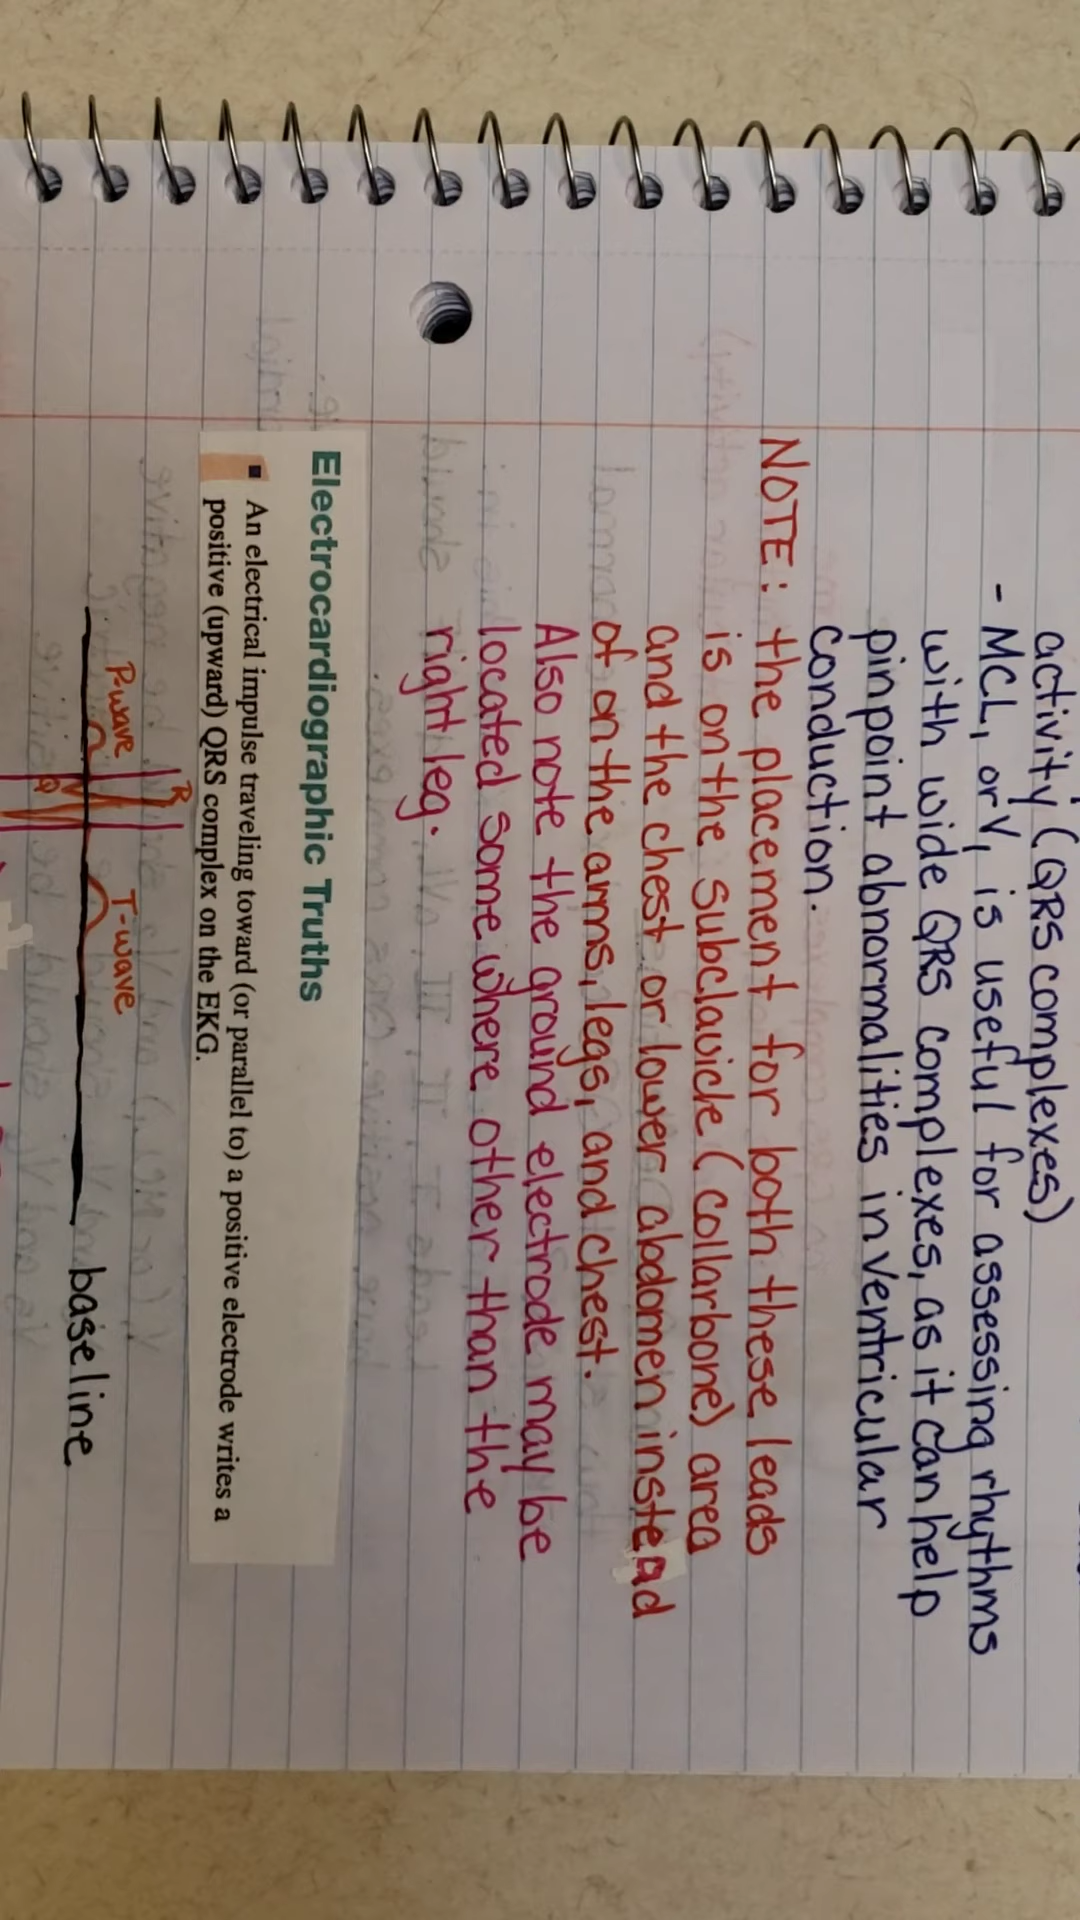 activity (QRS complexes)
- MCL, or V, is useful for assessing rhythms
with wide QRS complexes, as it can help
pinpoint abnormalities in ventricular
conduction.
NOTE: the placement for both these leads
is on the subclavicle (collarbone) area
and the chest or lower abdomen instead
of on the arms, legs, and chest.
Also note the ground electrode may be
located some where other than the
right leg.
Electrocardiographic Truths
▪ An electrical impulse traveling toward (or parallel to) a positive electrode writes a
positive (upward) QRS complex on the EKG.
R
P wave
T-wave
baseline
Q